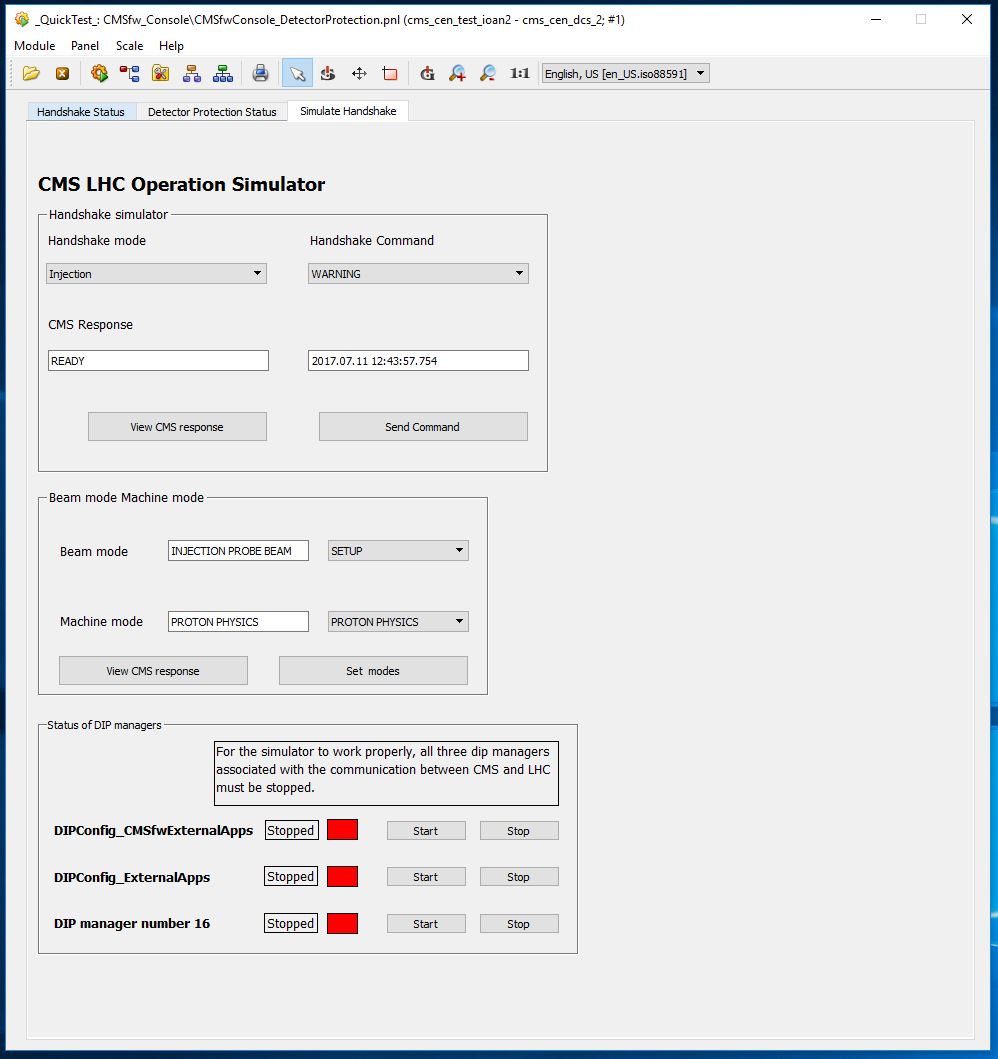 _QuickTest_: CMSfw_Console\CMSfwConsole_DetectorProtection.pnl (cms_cen_test_ioan2 - cms_cen_dcs_2; #1)
Module Panel Scale Help
1:1 English, US [en_US.iso88591]
Handshake Status Detector Protection Status Simulate Handshake
CMS LHC Operation Simulator
Handshake simulator
Handshake mode Handshake Command
Injection WARNING
CMS Response
READY 2017.07.11 12:43:57.754
View CMS response Send Command
Beam mode Machine mode
Beam mode INJECTION PROBE BEAM SETUP
Machine mode PROTON PHYSICS PROTON PHYSICS
View CMS response Set modes
Status of DIP managers
For the simulator to work properly, all three dip managers
associated with the communication between CMS and LHC
must be stopped.
DIPConfig_CMSfwExternalApps Stopped Start Stop
DIPConfig_ExternalApps Stopped Start Stop
DIP manager number 16 Stopped Start Stop